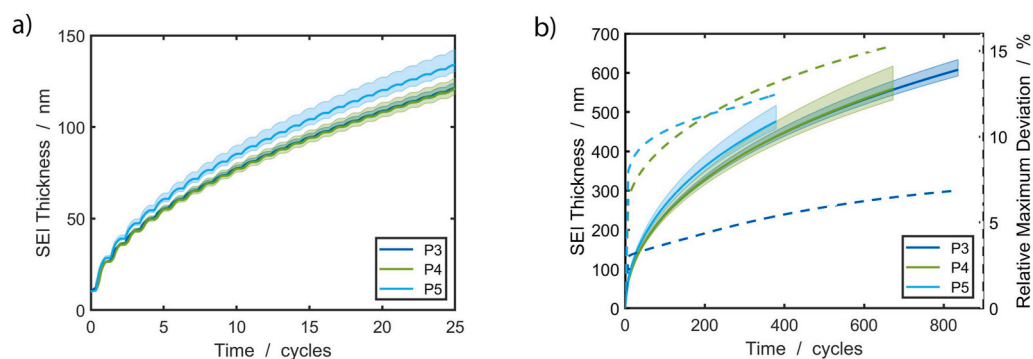 a)
SEI Thickness / nm
150
100
50
0
0 5 10 15 20 25
Time / cycles
P3
P4
P5
b)
SEI Thickness / nm
700
600
500
400
300
200
100
0
0 200 400 600 800
Time / cycles
15
10
5
0
Relative Maximum Deviation / %
P3
P4
P5